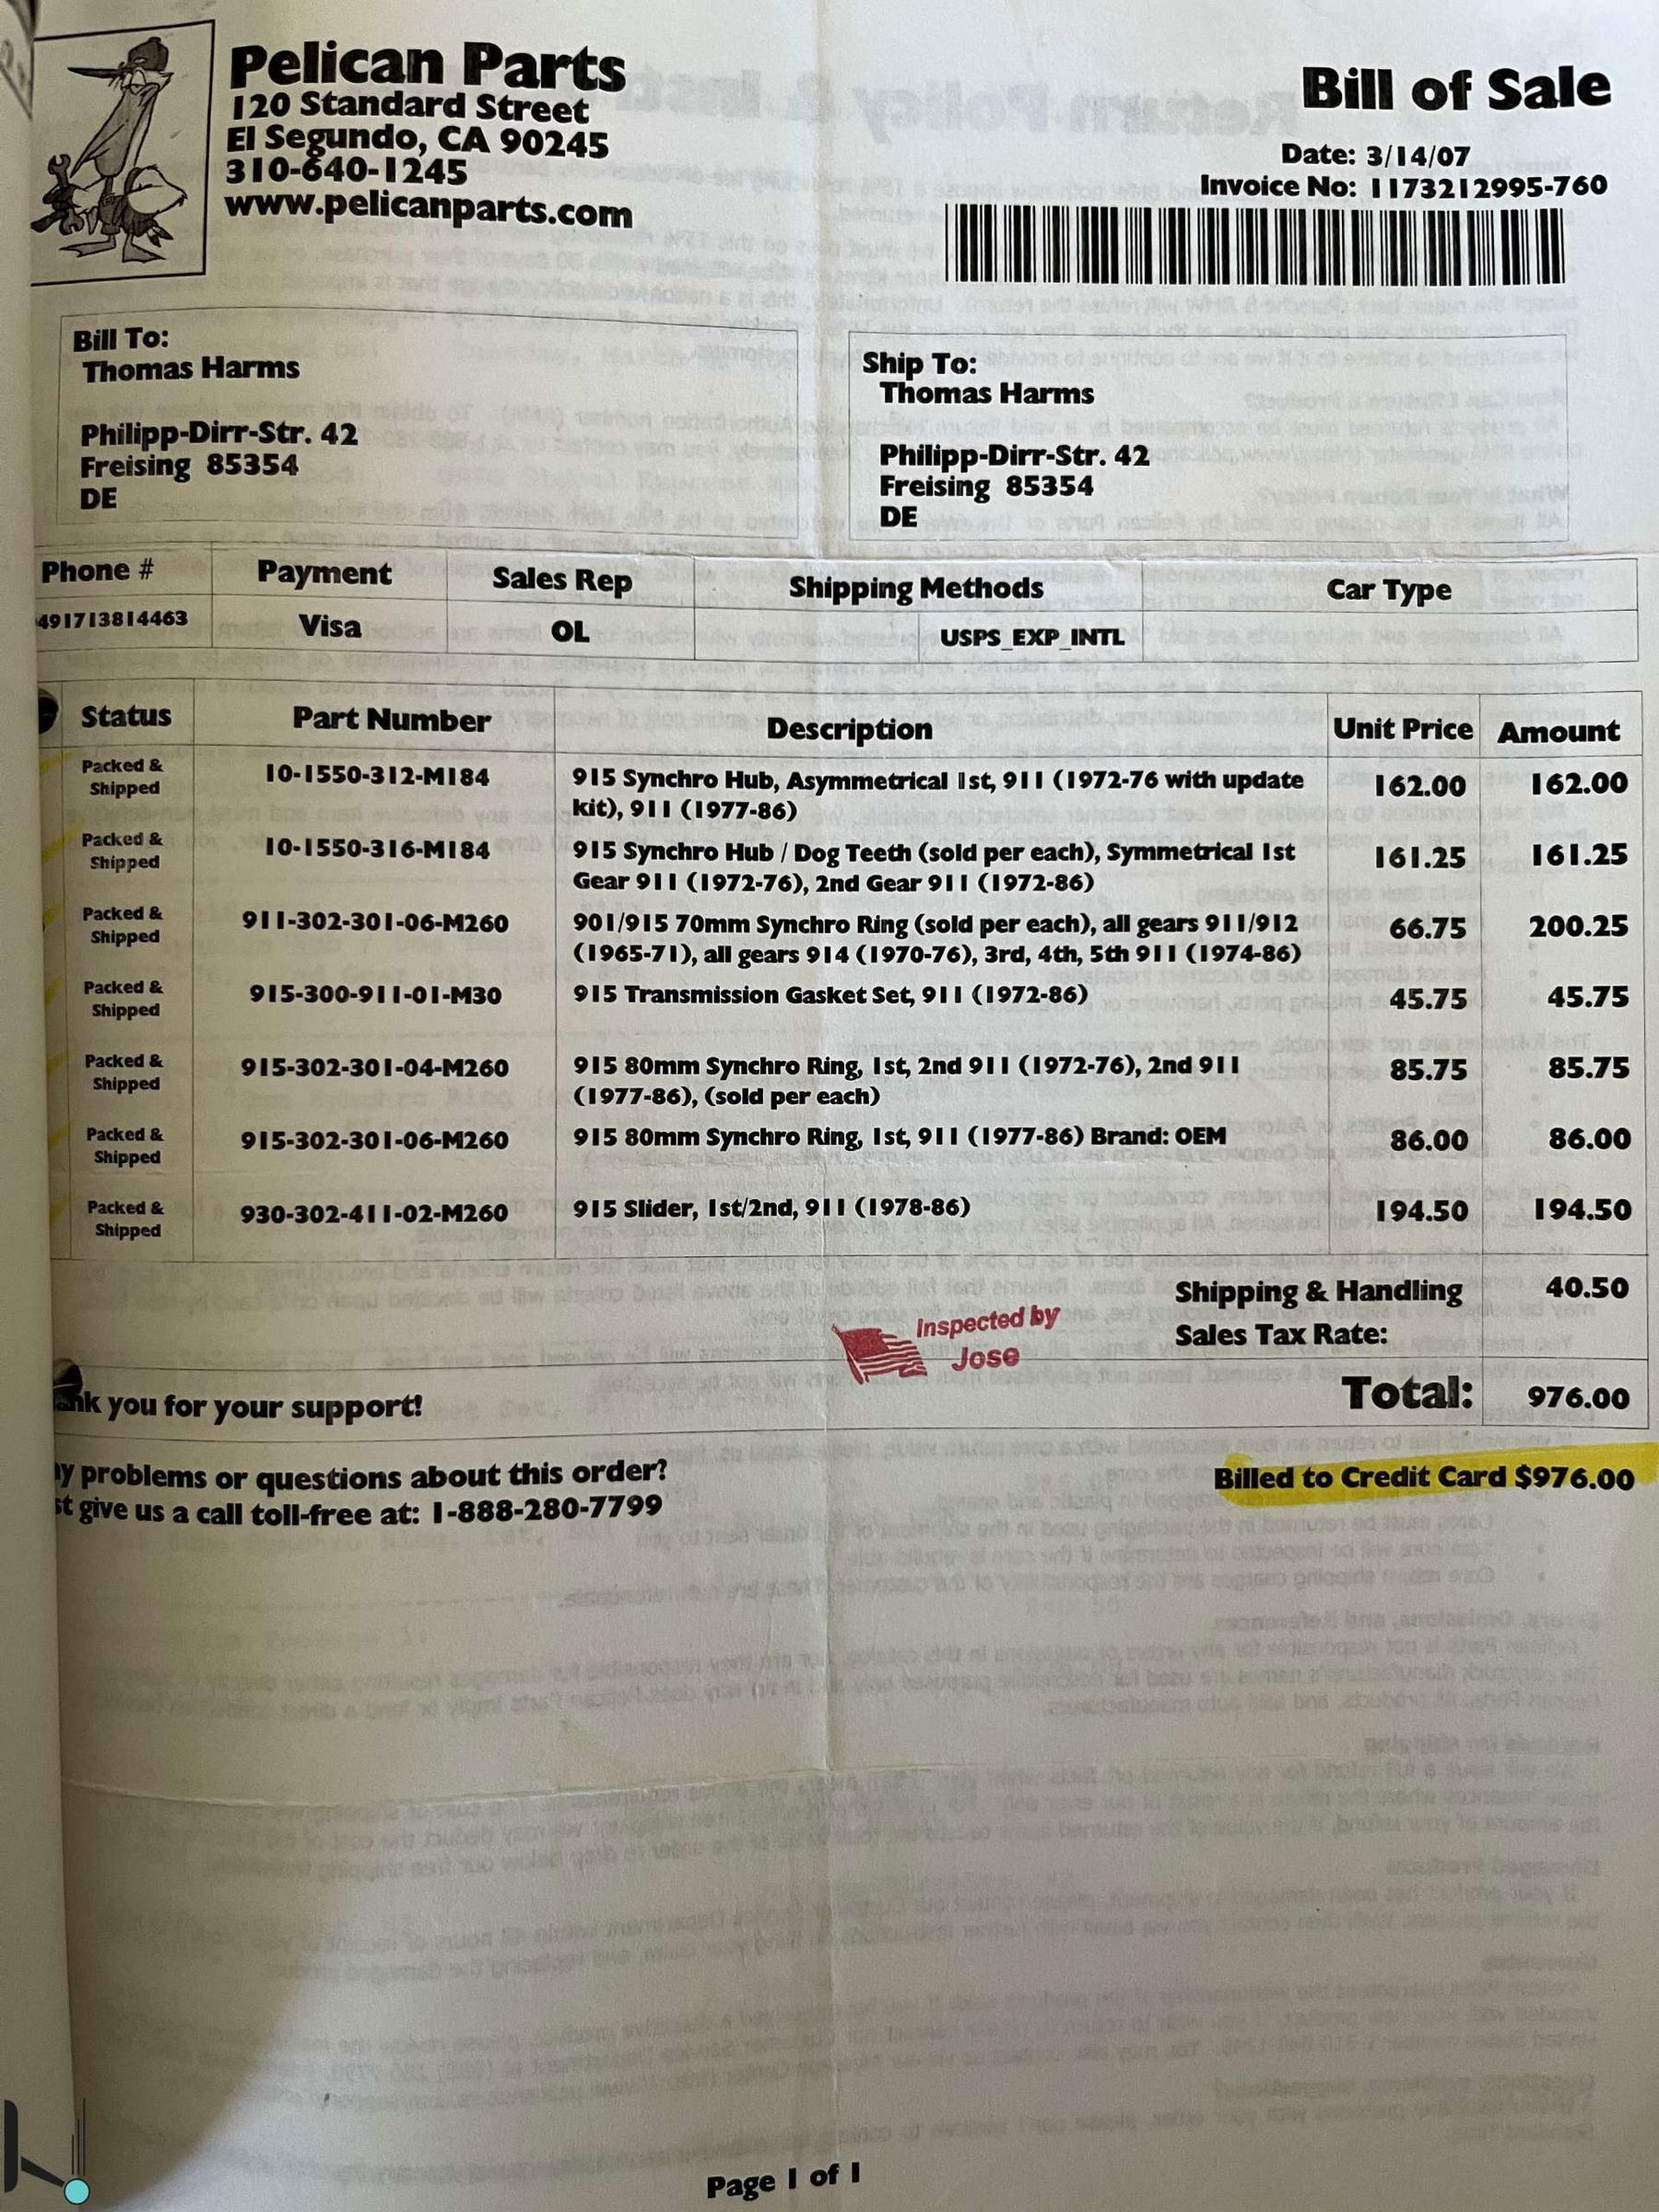 Pelican Parts
120 Standard Street
El Segundo, CA 90245
310-640-1245
www.pelicanparts.com
Bill of Sale
Date: 3/14/07
Invoice No: 1173212995-760
Bill To:
Thomas Harms
Philipp-Dirr-Str. 42
Freising 85354
DE
Ship To:
Thomas Harms
Philipp-Dirr-Str. 42
Freising 85354
DE
Phone # Payment Sales Rep Shipping Methods Car Type
491713814463 Visa OL USPS_EXP_INTL
Status Part Number Description Unit Price Amount
Packed & 10-1550-312-M184 915 Synchro Hub, Asymmetrical 1st, 911 (1972-76 with update 162.00 162.00
Shipped kit), 911 (1977-86)
Packed & 10-1550-316-M184 915 Synchro Hub / Dog Teeth (sold per each), Symmetrical 1st 161.25 161.25
Shipped Gear 911 (1972-76), 2nd Gear 911 (1972-86)
Packed & 911-302-301-06-M260 901/915 70mm Synchro Ring (sold per each), all gears 911/912 66.75 200.25
Shipped (1965-71), all gears 914 (1970-76), 3rd, 4th, 5th 911 (1974-86)
Packed & 915-300-911-01-M30 915 Transmission Gasket Set, 911 (1972-86) 45.75 45.75
Shipped
Packed & 915-302-301-04-M260 915 80mm Synchro Ring, 1st, 2nd 911 (1972-76), 2nd 911 85.75 85.75
Shipped (1977-86), (sold per each)
Packed & 915-302-301-06-M260 915 80mm Synchro Ring, 1st, 911 (1977-86) Brand: OEM 86.00 86.00
Shipped
Packed & 930-302-411-02-M260 915 Slider, 1st/2nd, 911 (1978-86) 194.50 194.50
Shipped
Shipping & Handling 40.50
Sales Tax Rate:
Inspected by
Jose
nk you for your support! Total: 976.00
y problems or questions about this order?
st give us a call toll-free at: 1-888-280-7799
Billed to Credit Card $976.00
Page 1 of 1